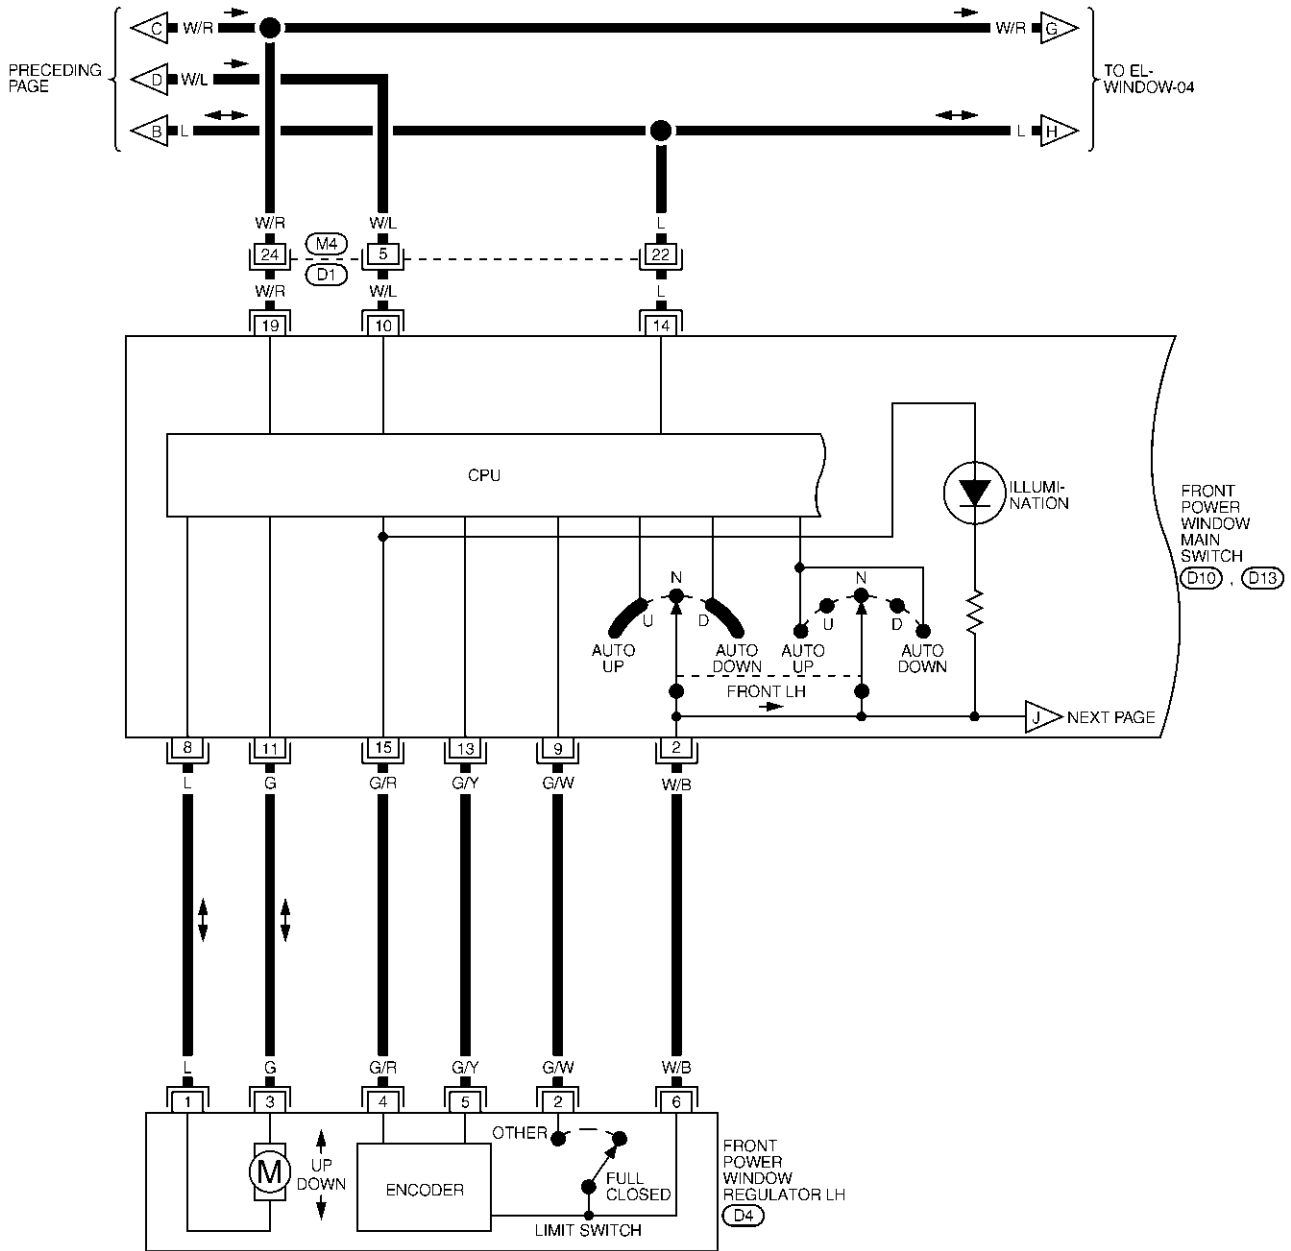 C W/R W/R G
PRECEDING
PAGE
D W/L
TO EL-
WINDOW-04
B L L H
W/R W/L L
24 M4 5 22
D1
W/R W/L L
19 10 14
CPU
ILLUMI-
NATION
FRONT
POWER
WINDOW
MAIN
SWITCH
D10 , D13
N N
U D U D
AUTO
UP
AUTO
DOWN
AUTO
UP
AUTO
DOWN
FRONT LH
J NEXT PAGE
8 11 15 13 9 2
L G G/R G/Y G/W W/B
L G G/R G/Y G/W W/B
1 3 4 5 2 6
OTHER
M
UP
DOWN
ENCODER
FULL
CLOSED
LIMIT SWITCH
FRONT
POWER
WINDOW
REGULATOR LH
D4